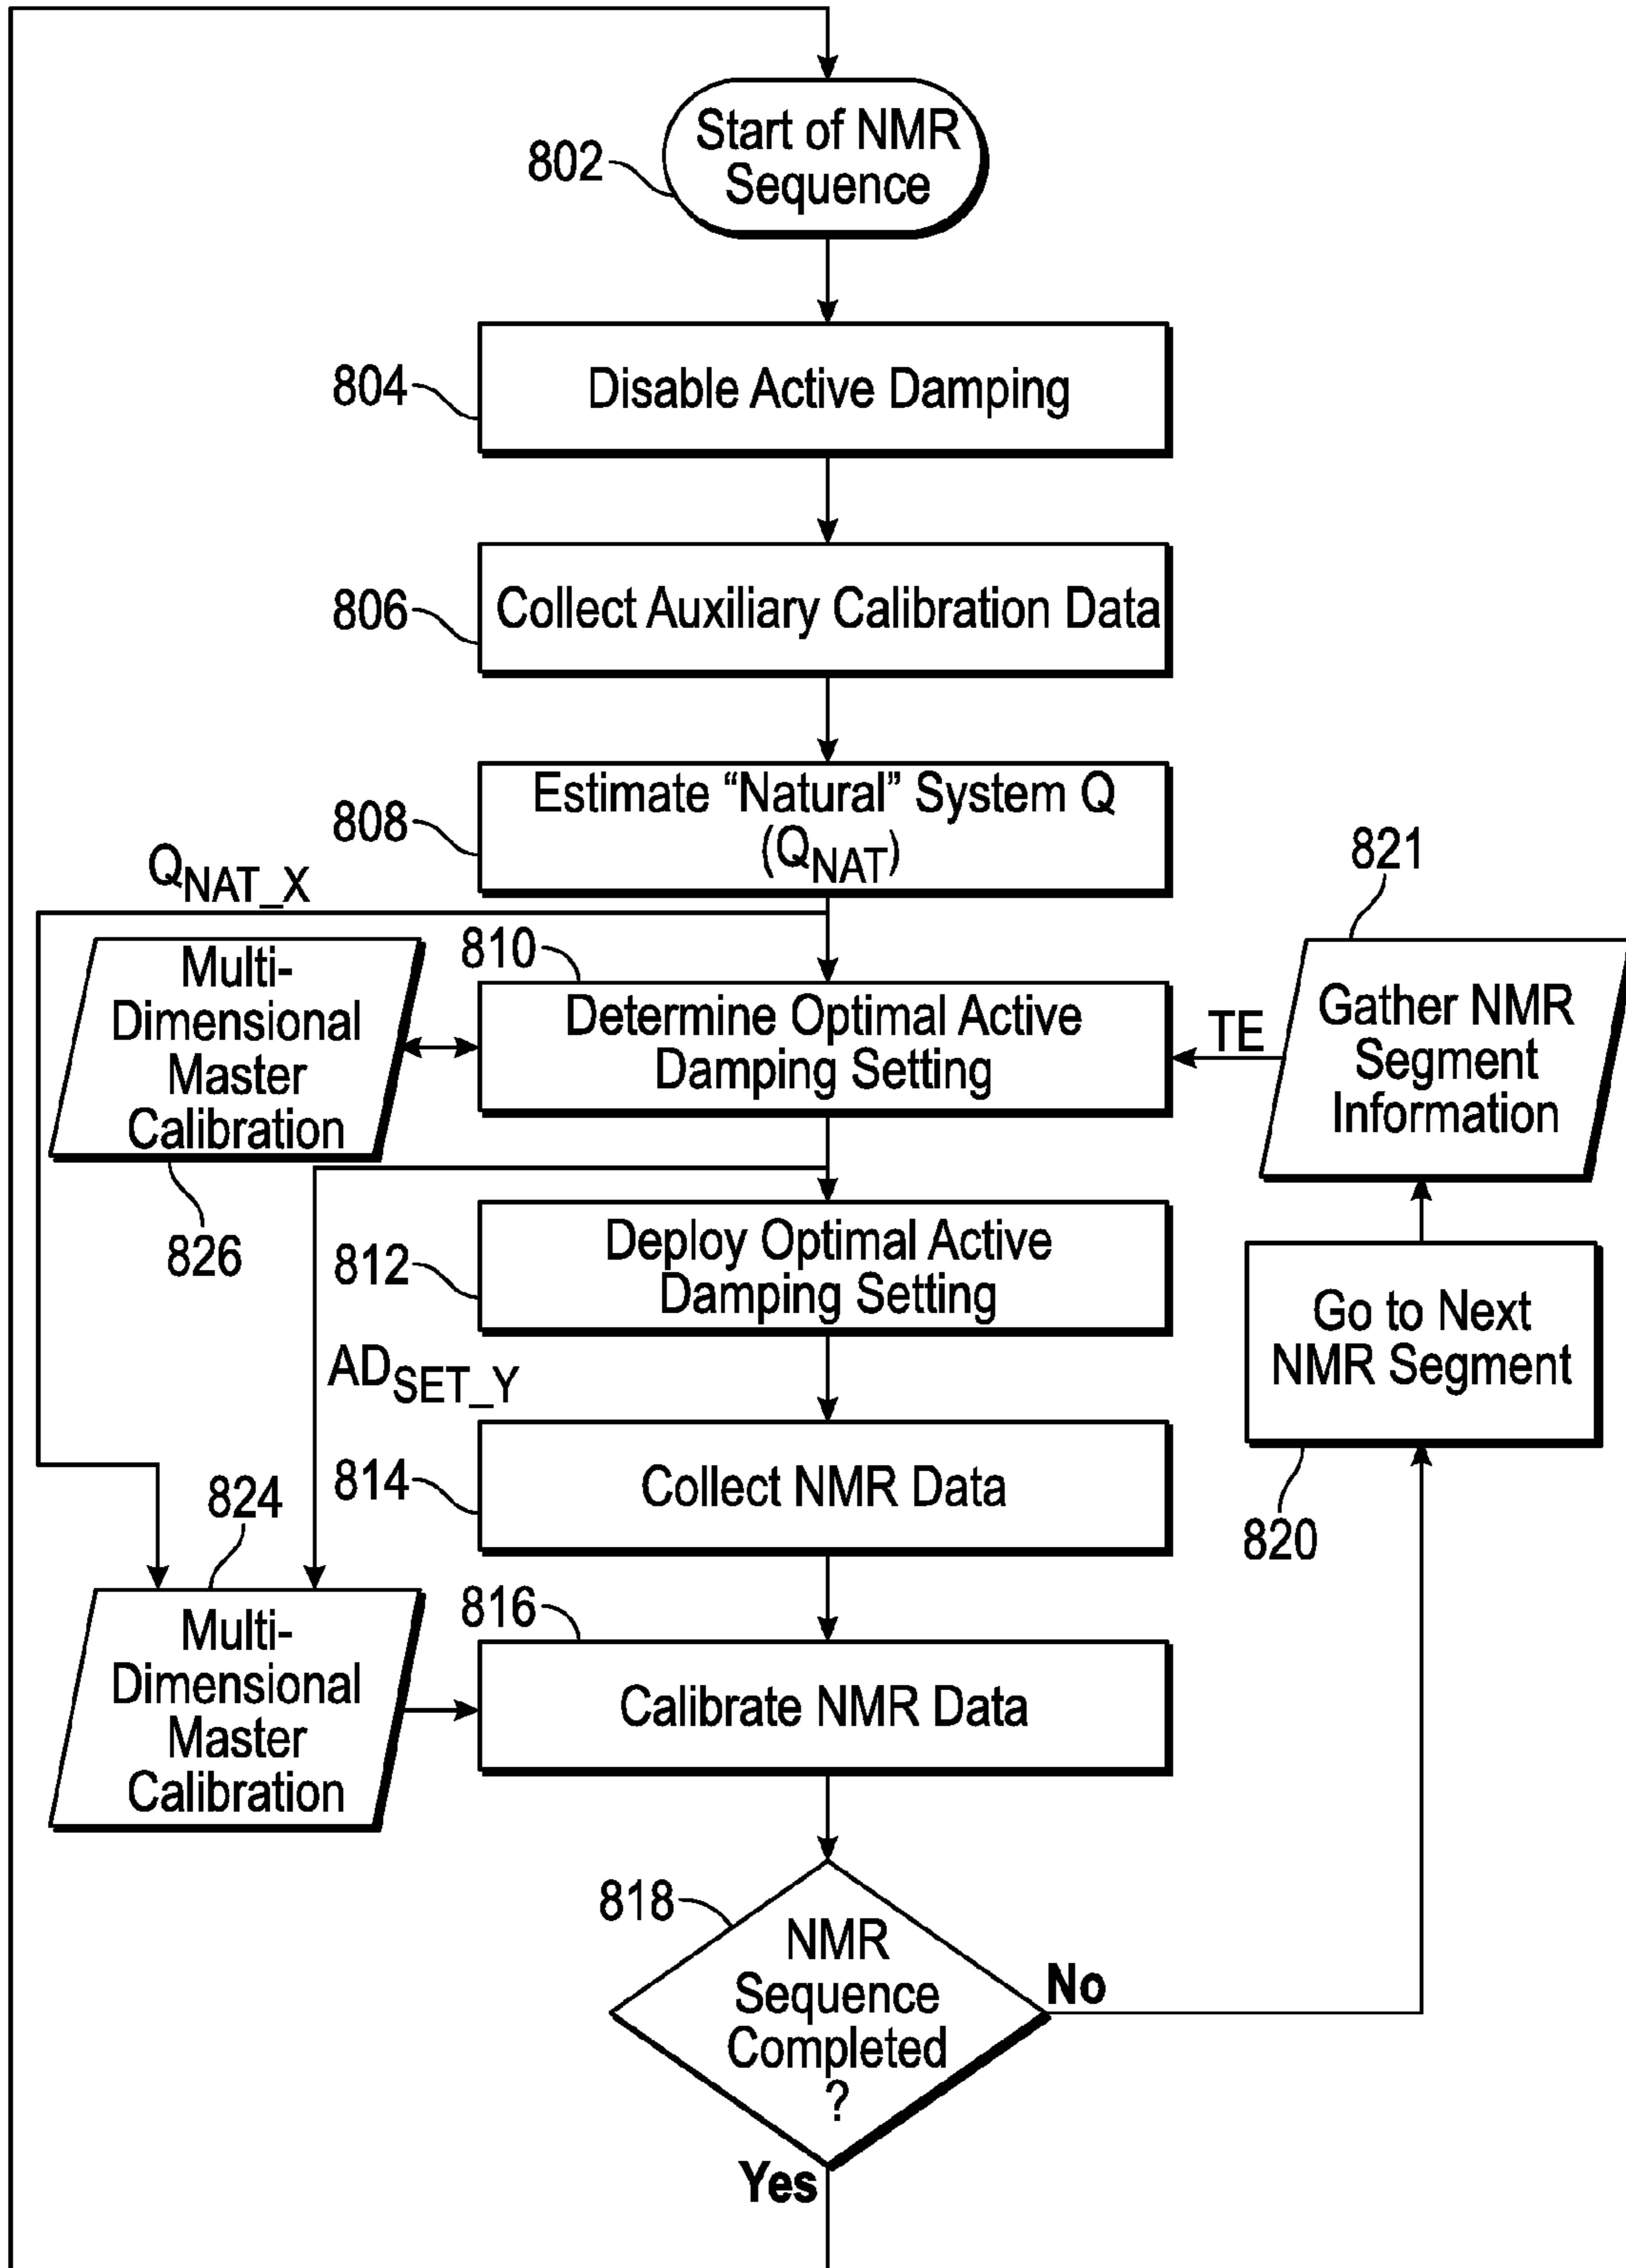 802
Start of NMR
Sequence
804
Disable Active Damping
806
Collect Auxiliary Calibration Data
808
Estimate “Natural” System Q
(QNAT)
QNAT_X
821
826
Multi-
Dimensional
Master
Calibration
810
Determine Optimal Active
Damping Setting
TE
Gather NMR
Segment
Information
812
Deploy Optimal Active
Damping Setting
ADSET_Y
Go to Next
NMR Segment
820
814
Collect NMR Data
824
Multi-
Dimensional
Master
Calibration
816
Calibrate NMR Data
818
NMR
Sequence
Completed
?
No
Yes